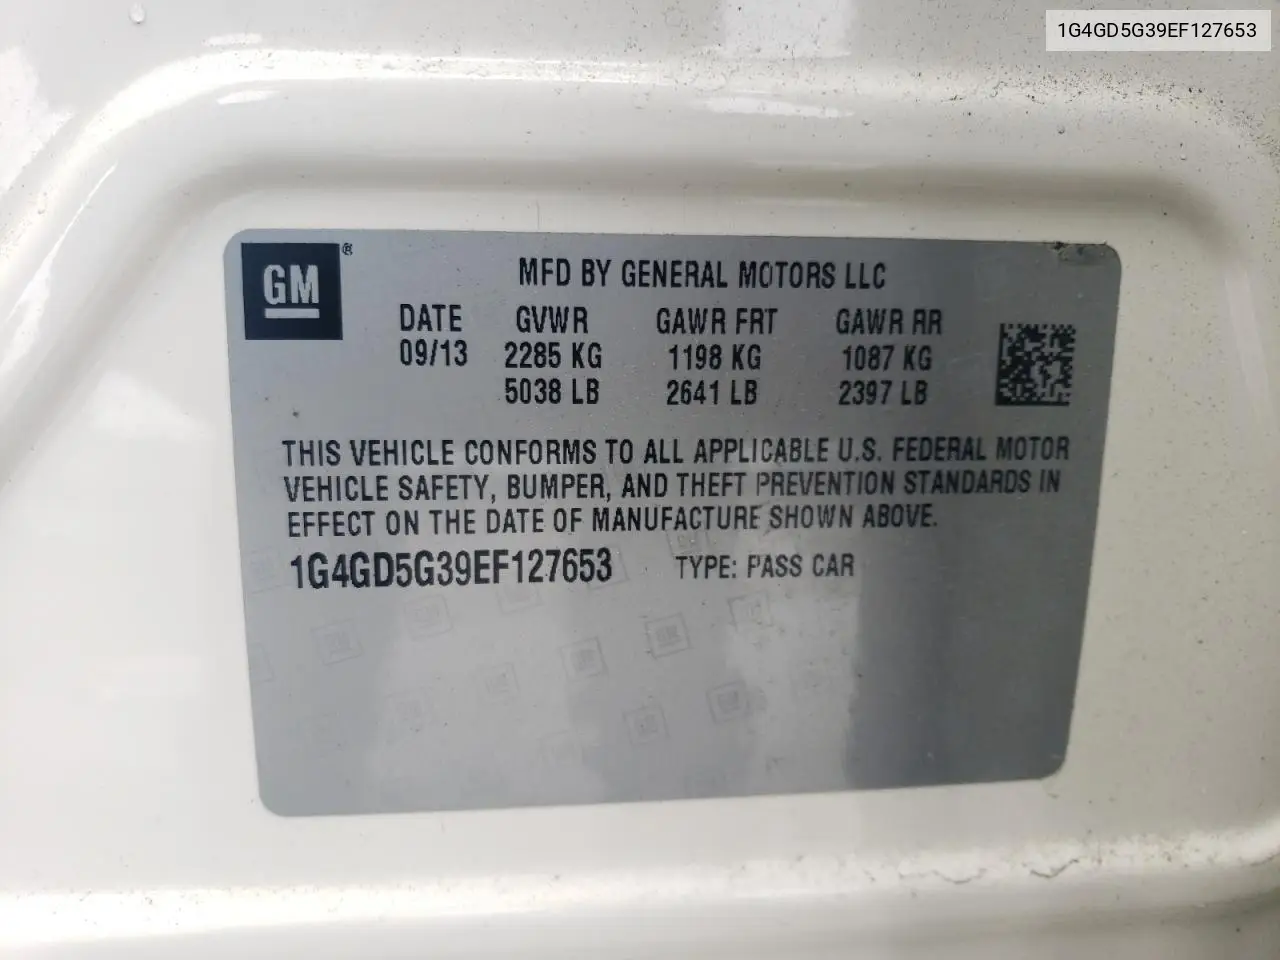 1G4GD5G39EF127653
GM ®
MFD BY GENERAL MOTORS LLC
DATE GVWR GAWR FRT GAWR RR
09/13 2285 KG 1198 KG 1087 KG
5038 LB 2641 LB 2397 LB
THIS VEHICLE CONFORMS TO ALL APPLICABLE U.S. FEDERAL MOTOR
VEHICLE SAFETY, BUMPER, AND THEFT PREVENTION STANDARDS IN
EFFECT ON THE DATE OF MANUFACTURE SHOWN ABOVE.
1G4GD5G39EF127653 TYPE: PASS CAR